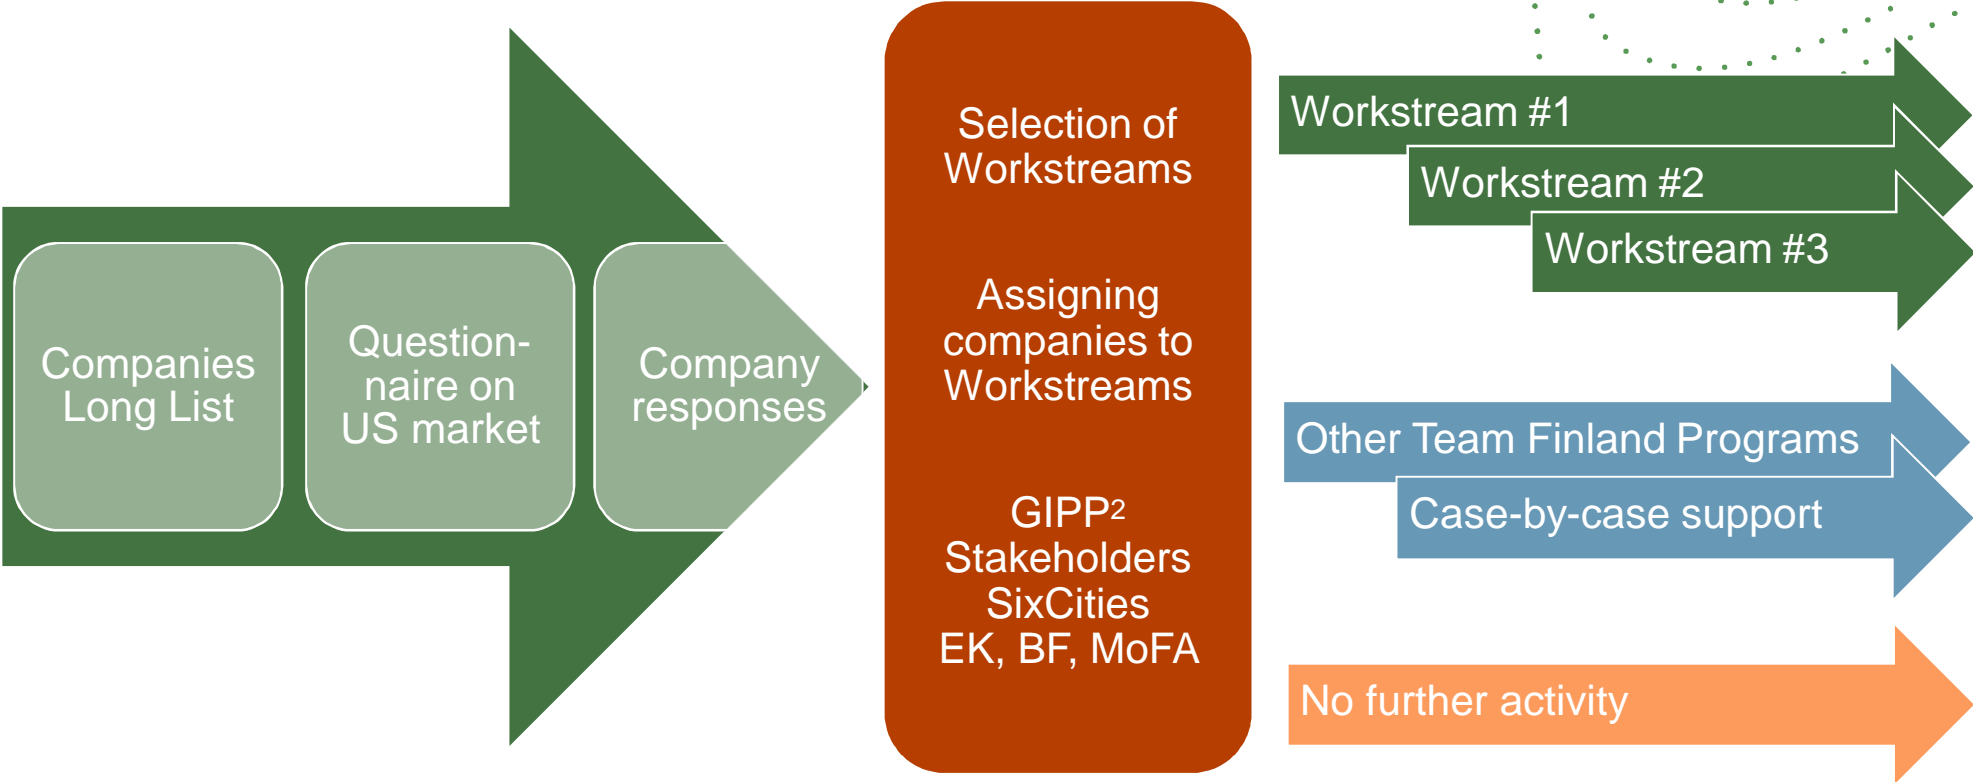 Companies
Long List
Question-
naire on
US market
Company
responses
Selection of
Workstreams
Assigning
companies to
Workstreams
GIPP²
Stakeholders
SixCities
EK, BF, MoFA
Workstream #1
Workstream #2
Workstream #3
Other Team Finland Programs
Case-by-case support
No further activity